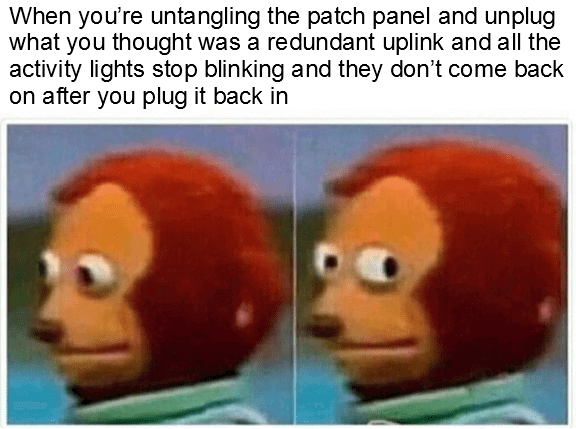 When you’re untangling the patch panel and unplug
what you thought was a redundant uplink and all the
activity lights stop blinking and they don’t come back
on after you plug it back in